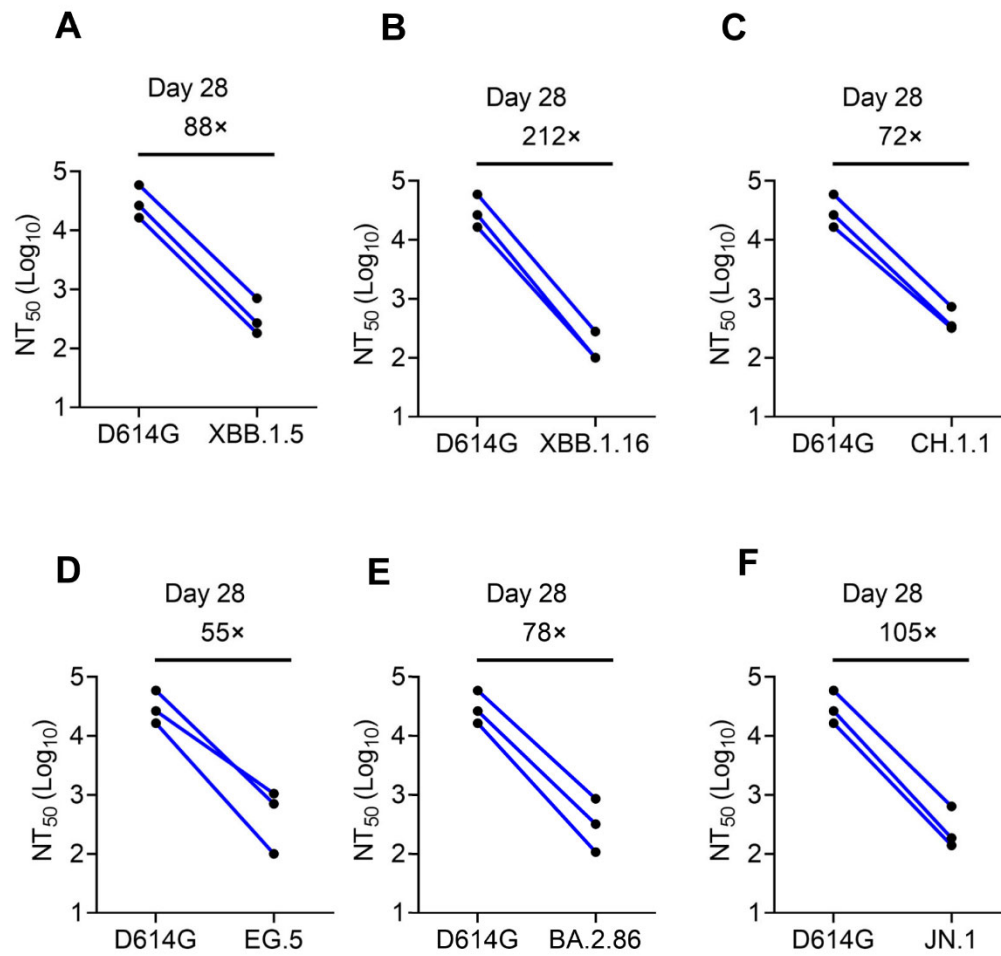 A
Day 28
88×
NT50 (Log10)
5
4
3
2
1
D614G XBB.1.5
B
Day 28
212×
NT50 (Log10)
5
4
3
2
1
D614G XBB.1.16
C
Day 28
72×
NT50 (Log10)
5
4
3
2
1
D614G CH.1.1
D
Day 28
55×
NT50 (Log10)
5
4
3
2
1
D614G EG.5
E
Day 28
78×
NT50 (Log10)
5
4
3
2
1
D614G BA.2.86
F
Day 28
105×
NT50 (Log10)
5
4
3
2
1
D614G JN.1